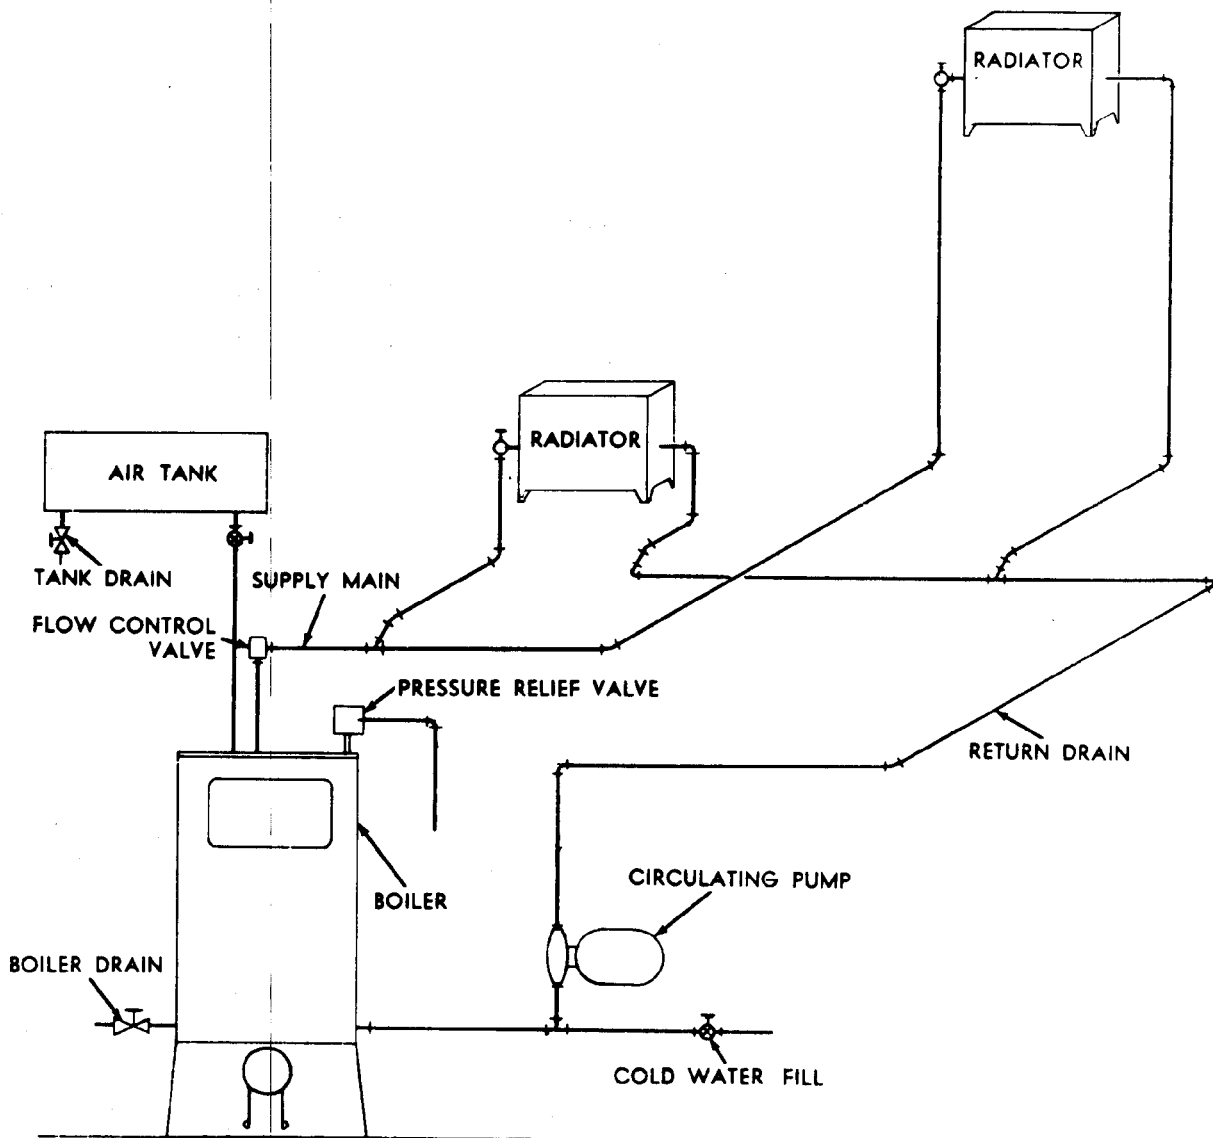 RADIATOR
RADIATOR
AIR TANK
TANK DRAIN
SUPPLY MAIN
FLOW CONTROL
VALVE
PRESSURE RELIEF VALVE
RETURN DRAIN
CIRCULATING PUMP
BOILER
BOILER DRAIN
COLD WATER FILL